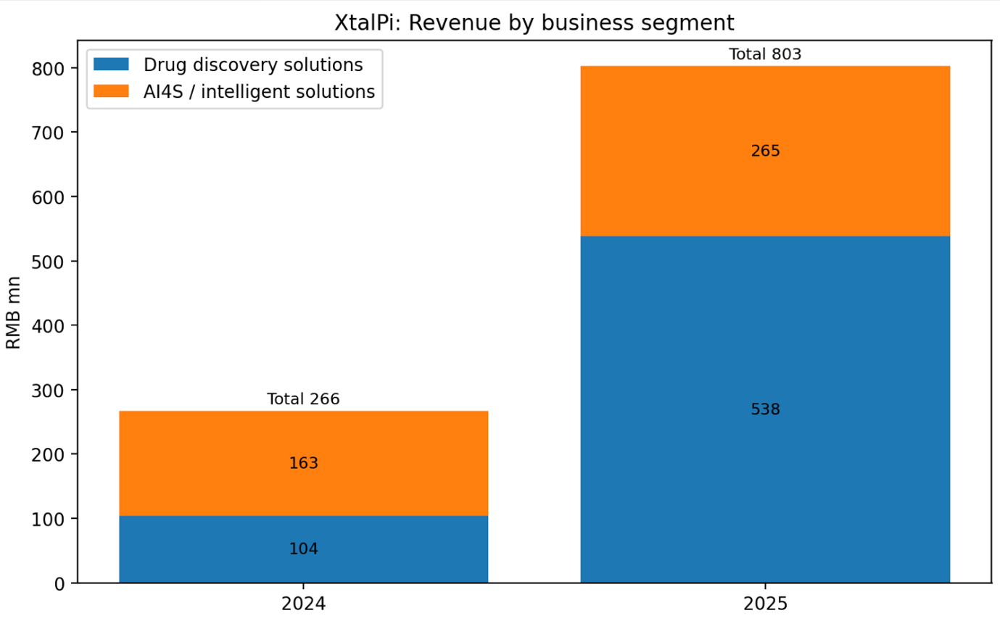 XtalPi: Revenue by business segment
Drug discovery solutions
AI4S / intelligent solutions
RMB mn
800
700
600
500
400
300
200
100
0
Total 266
163
104
Total 803
265
538
2024
2025